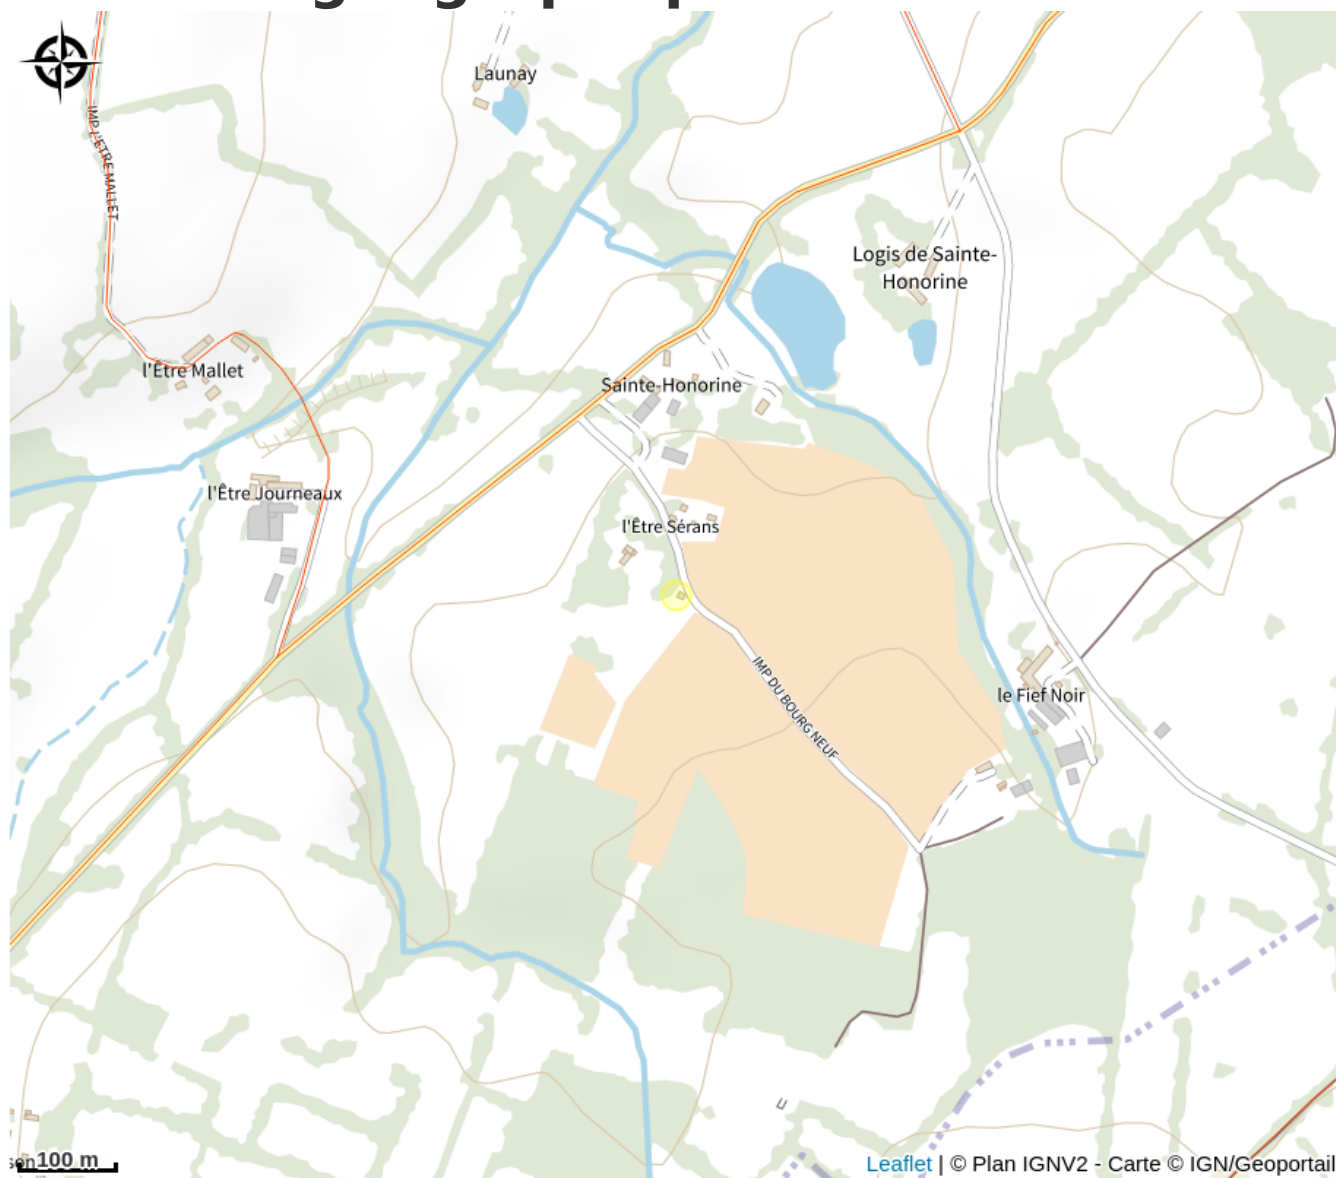 Launay
IMP L'ETRE MALLET
Logis de Sainte-
Honorine
l'Être Mallet
Sainte-Honorine
l'Être Journeaux
l'Être Sérans
IMP DU BOURG NEUF
le Fief Noir
100 m
Leaflet | © Plan IGNV2 - Carte © IGN/Geoportail